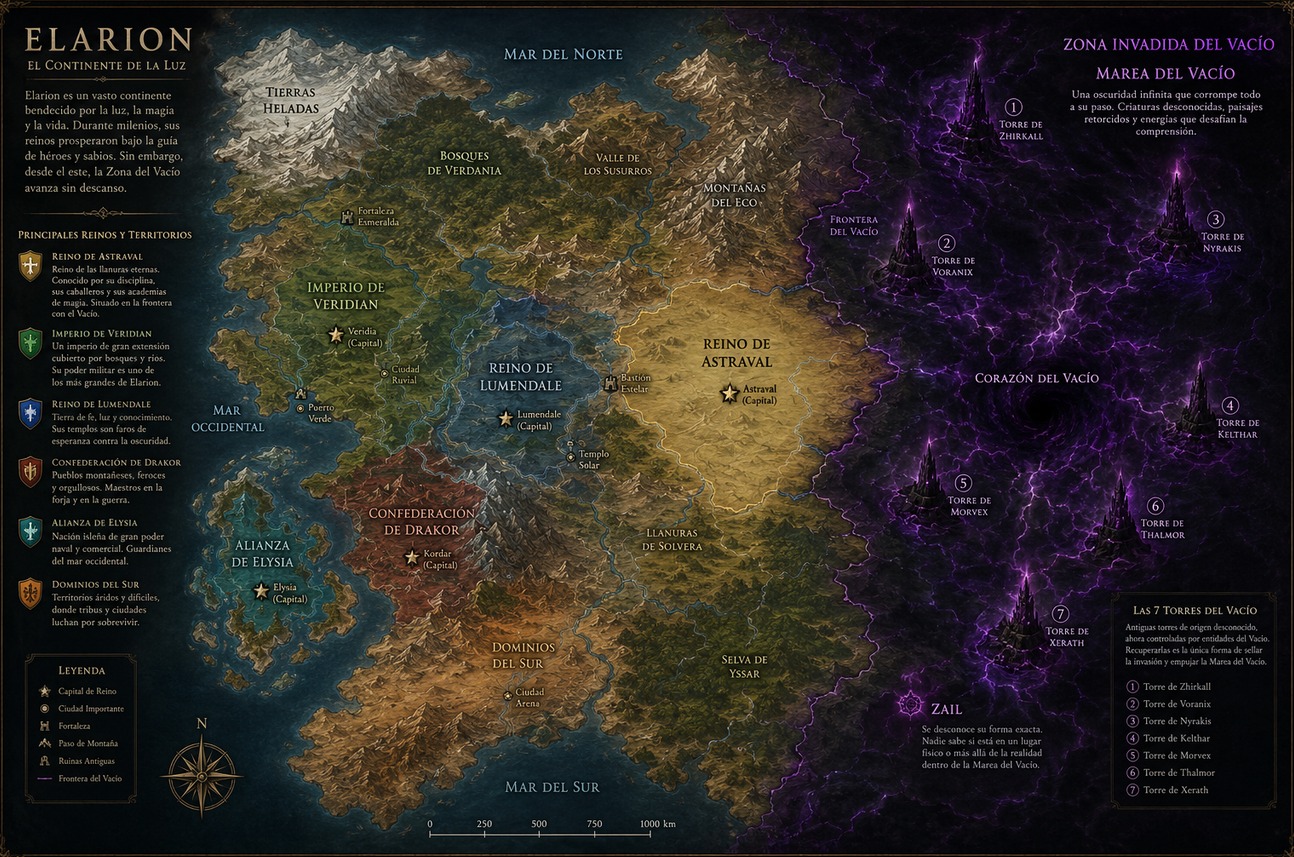 ELARION
EL CONTINENTE DE LA LUZ
Elarion es un vasto continente
bendecido por la luz, la magia
y la vida. Durante milenios, sus
reinos prosperaron bajo la guía
de héroes y sabios. Sin embargo,
desde el este, la Zona del Vacío
avanza sin descanso.
PRINCIPALES REINOS Y TERRITORIOS
REINO DE ASTRAVAL
Reino de las llanuras eternas.
Conocido por su disciplina,
sus caballeros y sus academias
de magia. Situado en la frontera
con el Vacío.
IMPERIO DE VERIDIAN
Un imperio de gran extensión
cubierto por bosques y ríos.
Su poder militar es uno de
los más grandes de Elarion.
REINO DE LUMENDALE
Tierra de fe, luz y conocimiento.
Sus templos son faros de
esperanza contra la oscuridad.
CONFEDERACIÓN DE DRAKOR
Pueblos montañeses, feroces
y orgullosos. Maestros en la
forja y en la guerra.
ALIANZA DE ELYSIA
Nación isleña de gran poder
naval y comercial. Guardianes
del mar occidental.
DOMINIOS DEL SUR
Territorios áridos y difíciles,
donde tribus y ciudades
luchan por sobrevivir.
LEYENDA
Capital de Reino
Ciudad Importante
Fortaleza
Paso de Montaña
Ruinas Antiguas
Frontera del Vacío
N
MAR DEL NORTE
TIERRAS
HELADAS
BOSQUES
DE VERDANIA
VALLE DE
LOS SUSURROS
MONTAÑAS
DEL ECO
Fortaleza
Esmeralda
IMPERIO DE
VERIDIAN
Veridia
(Capital)
Ciudad
Ruvial
Puerto
Verde
MAR
OCCIDENTAL
REINO DE
LUMENDALE
Lumendale
(Capital)
Bastión
Estelar
Templo
Solar
REINO DE
ASTRAVAL
Astraval
(Capital)
CONFEDERACIÓN
DE DRAKOR
Kordar
(Capital)
ALIANZA
DE ELYSIA
Elysia
(Capital)
LLANURAS
DE SOLVERA
DOMINIOS
DEL SUR
Ciudad
Arena
SELVA DE
YSSAR
MAR DEL SUR
0 250 500 750 1000 km
ZONA INVADIDA DEL VACÍO
MAREA DEL VACÍO
Una oscuridad infinita que corrompe todo
a su paso. Criaturas desconocidas, paisajes
retorcidos y energías que desafían la
comprensión.
FRONTERA
DEL VACÍO
1
TORRE DE
ZHIRKALL
2
TORRE DE
VORANIX
3
TORRE DE
NYRAKIS
CORAZÓN DEL VACÍO
4
TORRE DE
KELTHAR
5
TORRE DE
MORVEX
6
TORRE DE
THALMOR
7
TORRE DE
XERATH
ZAIL
Se desconoce su forma exacta.
Nadie sabe si está en un lugar
físico o más allá de la realidad
dentro de la Marea del Vacío.
LAS 7 TORRES DEL VACÍO
Antiguas torres de origen desconocido,
ahora controladas por entidades del Vacío.
Recuperarlas es la única forma de sellar
la invasión y empujar la Marea del Vacío.
1 Torre de Zhirkall
2 Torre de Voranix
3 Torre de Nyrakis
4 Torre de Kelthar
5 Torre de Morvex
6 Torre de Thalmor
7 Torre de Xerath